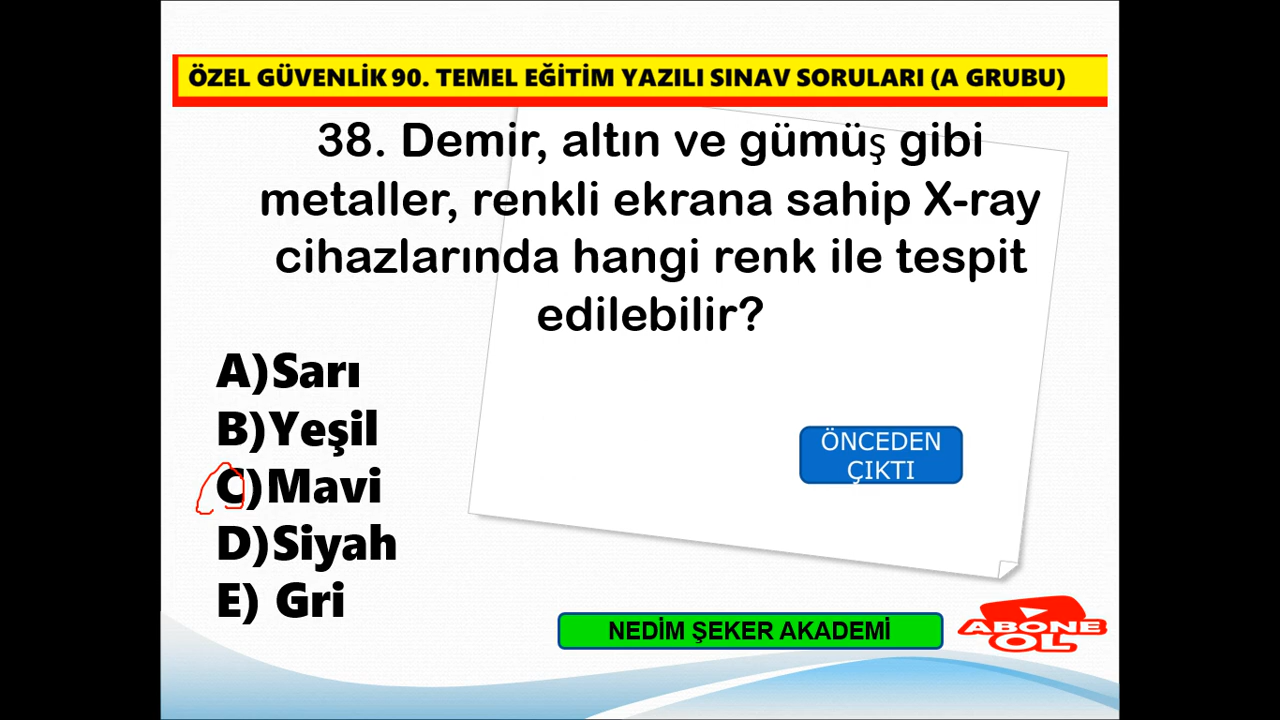 ÖZEL GÜVENLİK 90. TEMEL EĞİTİM YAZILI SINAV SORULARI (A GRUBU)
38. Demir, altın ve gümüş gibi
metaller, renkli ekrana sahip X-ray
cihazlarında hangi renk ile tespit
edilebilir?
A)Sarı
B)Yeşil
C)Mavi
D)Siyah
E) Gri
ÖNCEDEN
ÇIKTI
NEDİM ŞEKER AKADEMİ
ABONE
OL